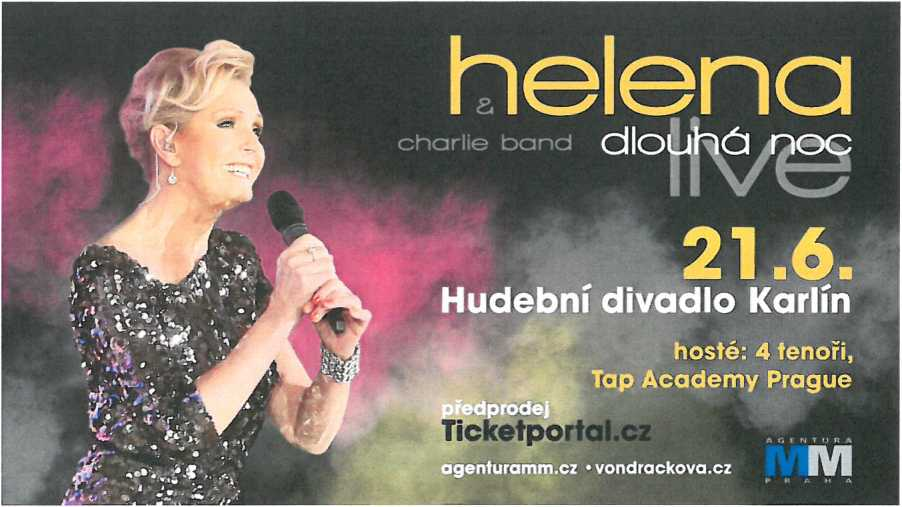 helena
& charlie band dlouhá noc
live
21.6.
Hudební divadlo Karlín
hosté: 4 tenoři,
Tap Academy Prague
předprodej
Ticketportal.cz
agenturamm.cz • vondrackova.cz
AGENTURA
MM
PRAHA